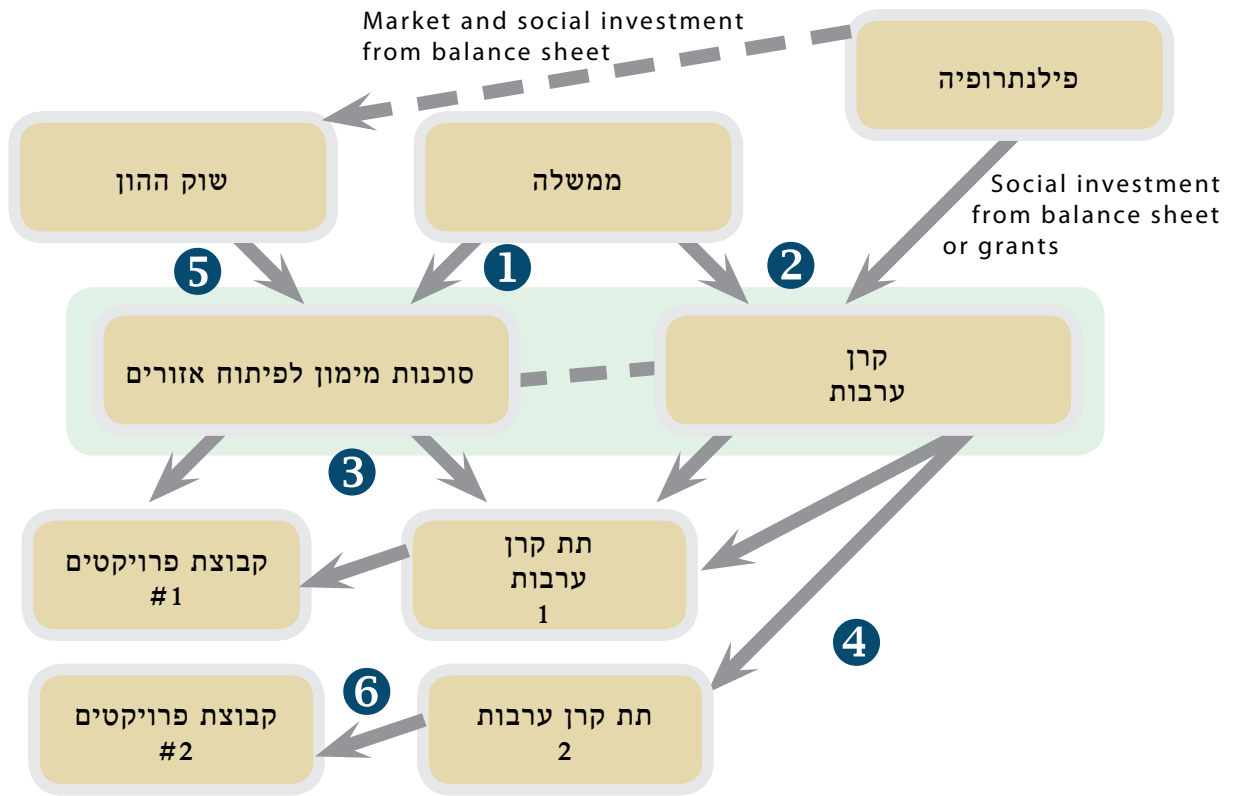 Market and social investment
from balance sheet
פילנתרופיה
שוק ההון
ממשלה
Social investment
from balance sheet
or grants
5
1
2
סוכנות מימון לפיתוח אזורים
קרן
ערבות
3
קבוצת פרויקטים
#1
תת קרן
ערבות
1
4
קבוצת פרויקטים
#2
6
תת קרן ערבות
2